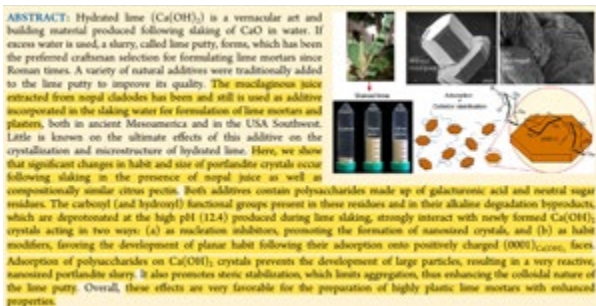 ABSTRACT: Hydrated lime (Ca(OH)₂) is a vernacular art and
building material produced following slaking of CaO in water. If
excess water is used, a slurry, called lime putty, forms, which has been
the preferred craftsman selection for formulating lime mortars since
Roman times. A variety of natural additives were traditionally added
to the lime putty to improve its quality. The mucilaginous juice
extracted from nopal cladodes has been and still is used as additive
incorporated in the slaking water for formulation of lime mortars and
plasters, both in ancient Mesoamerica and in the USA Southwest.
Little is known on the ultimate effects of this additive on the
crystallization and microstructure of hydrated lime. Here, we show
that significant changes in habit and size of portlandite crystals occur
following slaking in the presence of nopal juice as well as
compositionally similar citrus pectin. Both additives contain polysaccharides made up of galacturonic acid and neutral sugar
residues. The carboxyl (and hydroxyl) functional groups present in these residues and in their alkaline degradation byproducts,
which are deprotonated at the high pH (12.4) produced during lime slaking, strongly interact with newly formed Ca(OH)₂
crystals acting in two ways: (a) as nucleation inhibitors, promoting the formation of nanosized crystals, and (b) as habit
modifiers, favoring the development of planar habit following their adsorption onto positively charged (0001)Ca(OH)₂ faces.
Adsorption of polysaccharides on Ca(OH)₂ crystals prevents the development of large particles, resulting in a very reactive,
nanosized portlandite slurry. It also promotes steric stabilization, which limits aggregation, thus enhancing the colloidal nature of
the lime putty. Overall, these effects are very favorable for the preparation of highly plastic lime mortars with enhanced
properties.